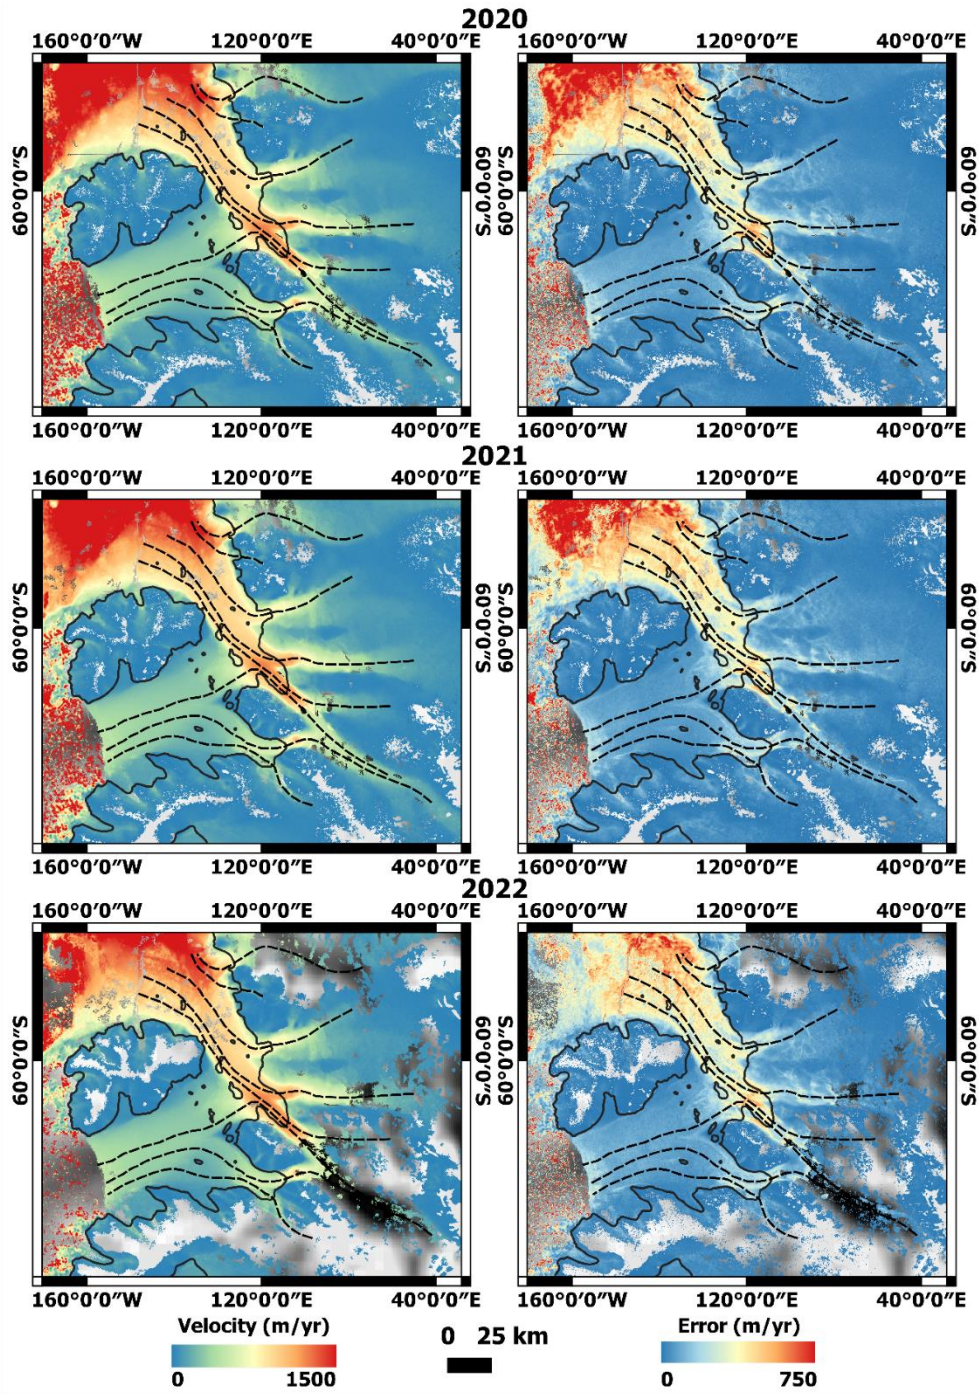 2020
160°0′0″W 120°0′0″E 40°0′0″E 160°0′0″W 120°0′0″E 40°0′0″E
60°0′0″S 60°0′0″S 60°0′0″S 60°0′0″S
160°0′0″W 120°0′0″E 40°0′0″E 160°0′0″W 120°0′0″E 40°0′0″E
2021
160°0′0″W 120°0′0″E 40°0′0″E 160°0′0″W 120°0′0″E 40°0′0″E
60°0′0″S 60°0′0″S 60°0′0″S 60°0′0″S
160°0′0″W 120°0′0″E 40°0′0″E 160°0′0″W 120°0′0″E 40°0′0″E
2022
160°0′0″W 120°0′0″E 40°0′0″E 160°0′0″W 120°0′0″E 40°0′0″E
60°0′0″S 60°0′0″S 60°0′0″S 60°0′0″S
160°0′0″W 120°0′0″E 40°0′0″E 160°0′0″W 120°0′0″E 40°0′0″E
Velocity (m/yr) 0 25 km Error (m/yr)
0 1500 0 750